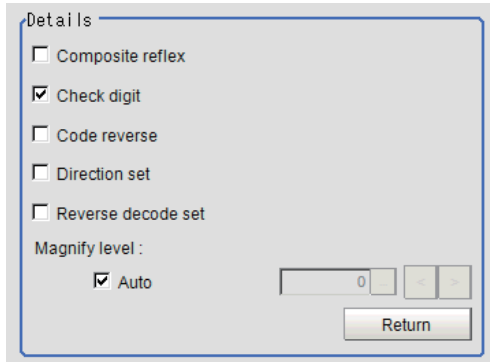 Details
Composite reflex
Check digit
Code reverse
Direction set
Reverse decode set
Magnify level :
Auto 0 ... < >
Return